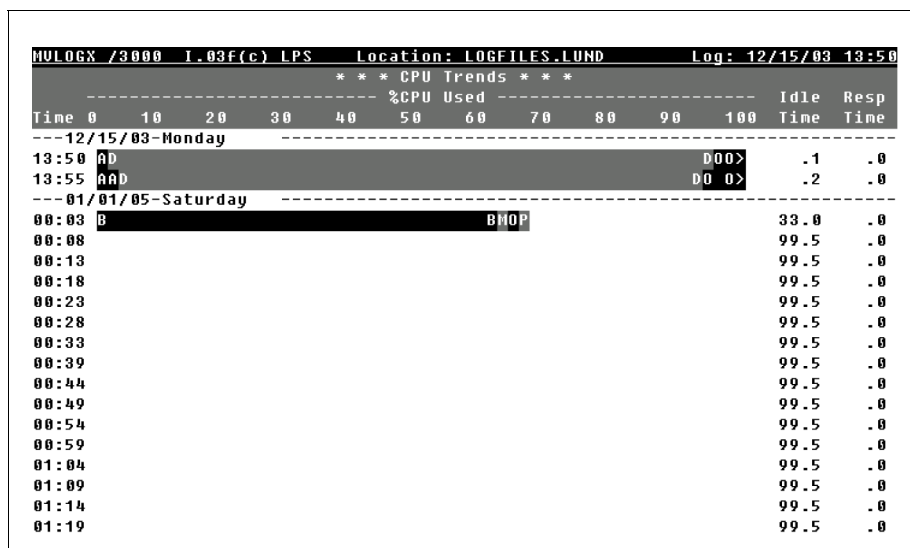 MVLOGX /3000 I.03f(c) LPS Location: LOGFILES.LUND Log: 12/15/03 13:50
* * * CPU Trends * * *
------------------------------ %CPU Used -------------------------- Idle Resp
Time 0 10 20 30 40 50 60 70 80 90 100 Time Time
---12/15/03-Monday ------------------------------------------------------------
13:50 AD DOO> .1 .0
13:55 AAD DO O> .2 .0
---01/01/05-Saturday ------------------------------------------------------------
00:03 B BMOP 33.0 .0
00:08 99.5 .0
00:13 99.5 .0
00:18 99.5 .0
00:23 99.5 .0
00:28 99.5 .0
00:33 99.5 .0
00:39 99.5 .0
00:44 99.5 .0
00:49 99.5 .0
00:54 99.5 .0
00:59 99.5 .0
01:04 99.5 .0
01:09 99.5 .0
01:14 99.5 .0
01:19 99.5 .0